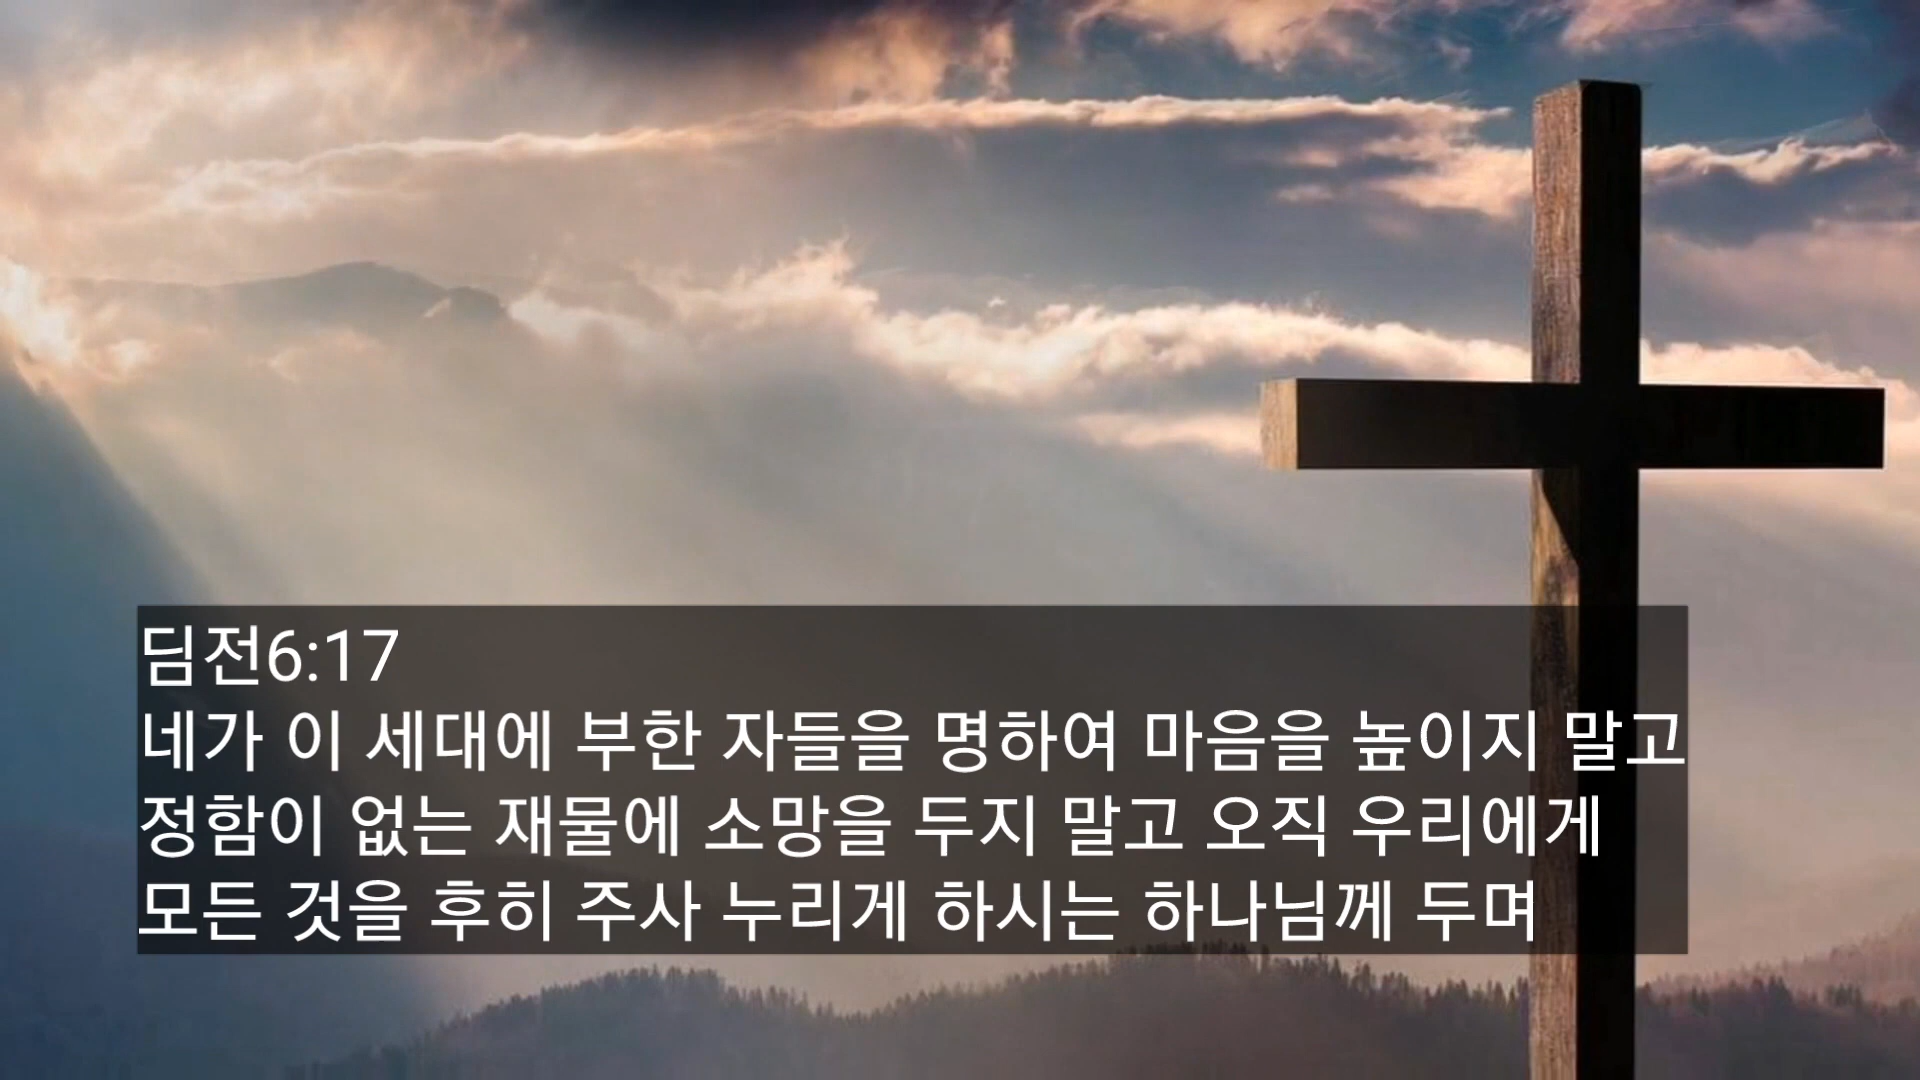 딤전6:17
네가 이 세대에 부한 자들을 명하여 마음을 높이지 말고
정함이 없는 재물에 소망을 두지 말고 오직 우리에게
모든 것을 후히 주사 누리게 하시는 하나님께 두며